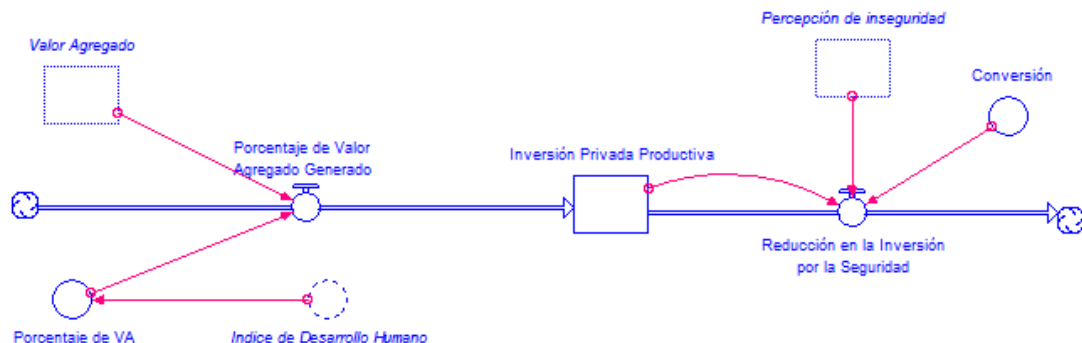 Percepción de inseguridad
Valor Agregado
Conversión
Porcentaje de Valor
Agregado Generado
Inversión Privada Productiva
Reducción en la Inversión
por la Seguridad
Porcentaje de VA
Indice de Desarrollo Humano